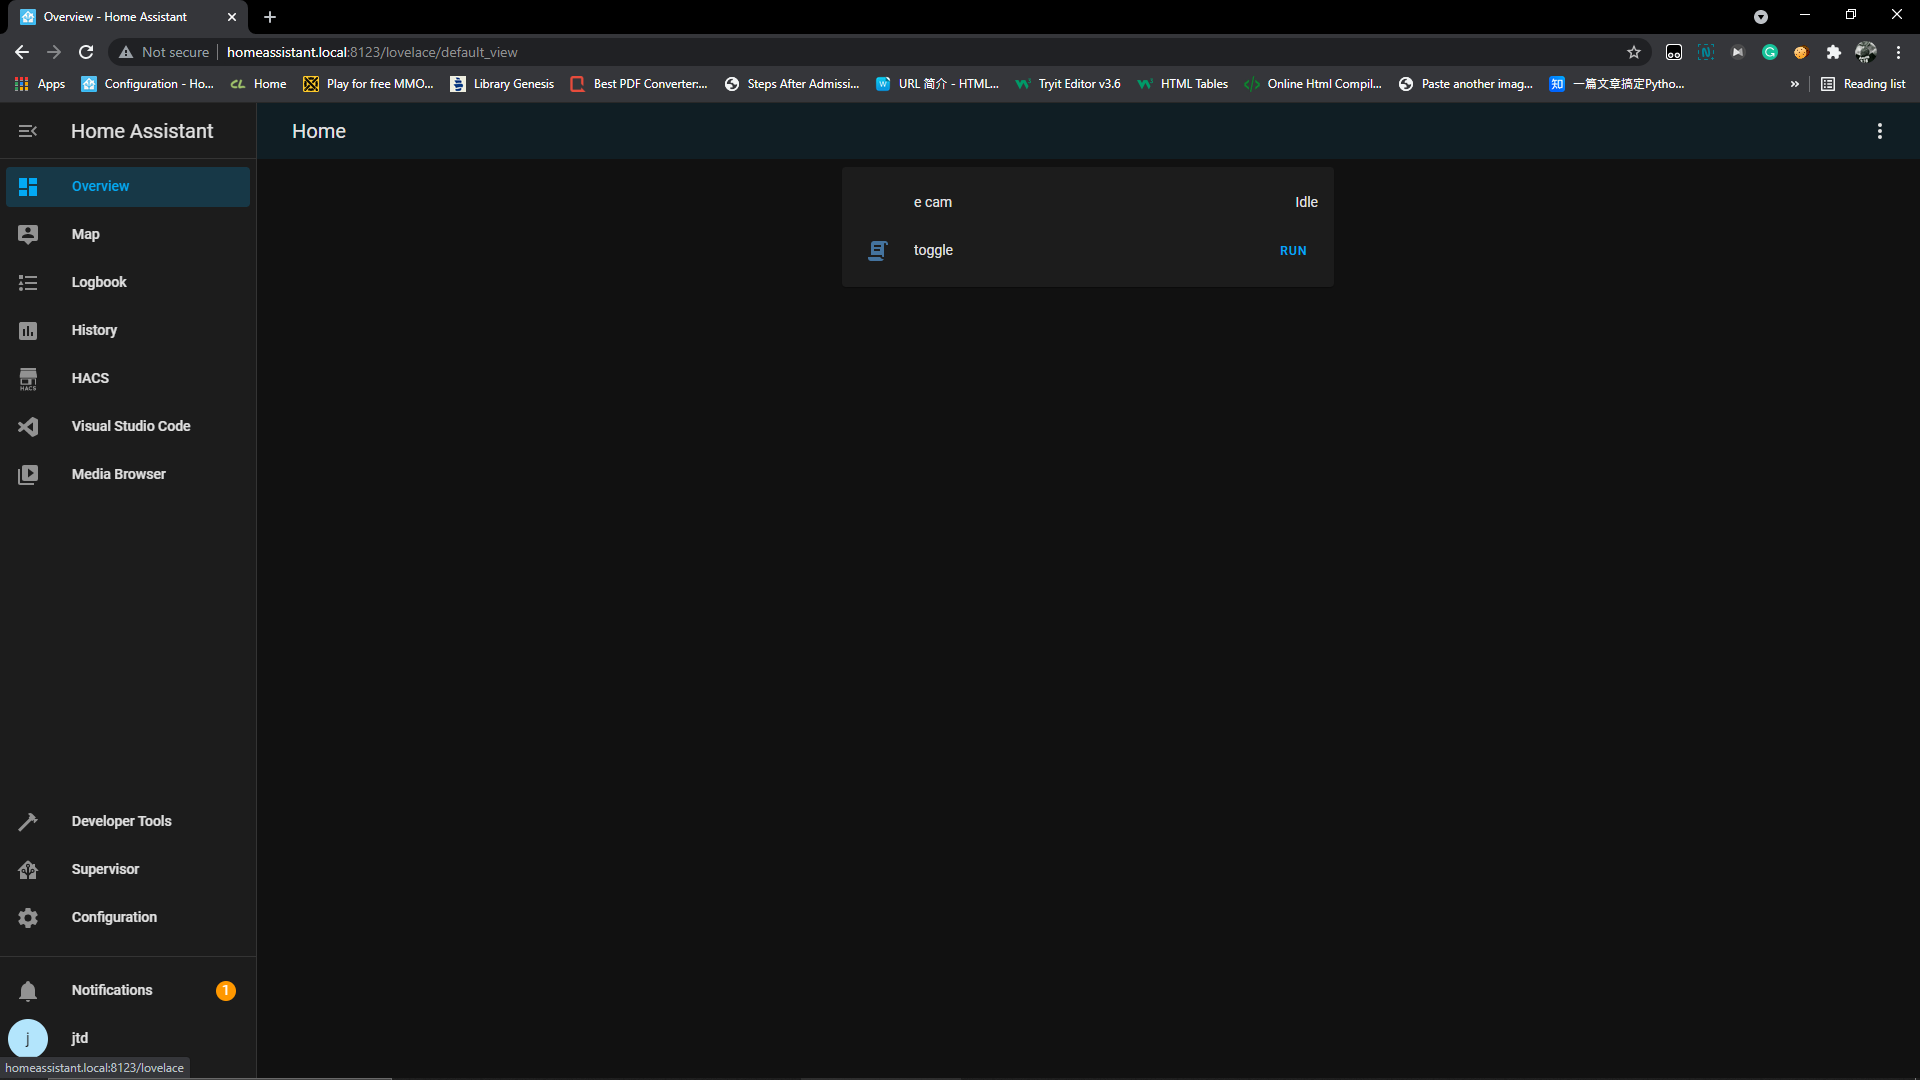 Overview - Home Assistant
Not secure homeassistant.local:8123/lovelace/default_view
Apps Configuration - Ho... CL Home Play for free MMO... Library Genesis Best PDF Converter:... Steps After Admissi... W URL 简介 - HTML... Tryit Editor v3.6 HTML Tables Online Html Compil... Paste another imag... 知 一篇文章搞定Pytho... » Reading list
Home Assistant
Home
Overview
Map
Logbook
History
HACS
HACS
Visual Studio Code
Media Browser
e cam Idle
toggle RUN
Developer Tools
Supervisor
Configuration
Notifications 1
j jtd
homeassistant.local:8123/lovelace